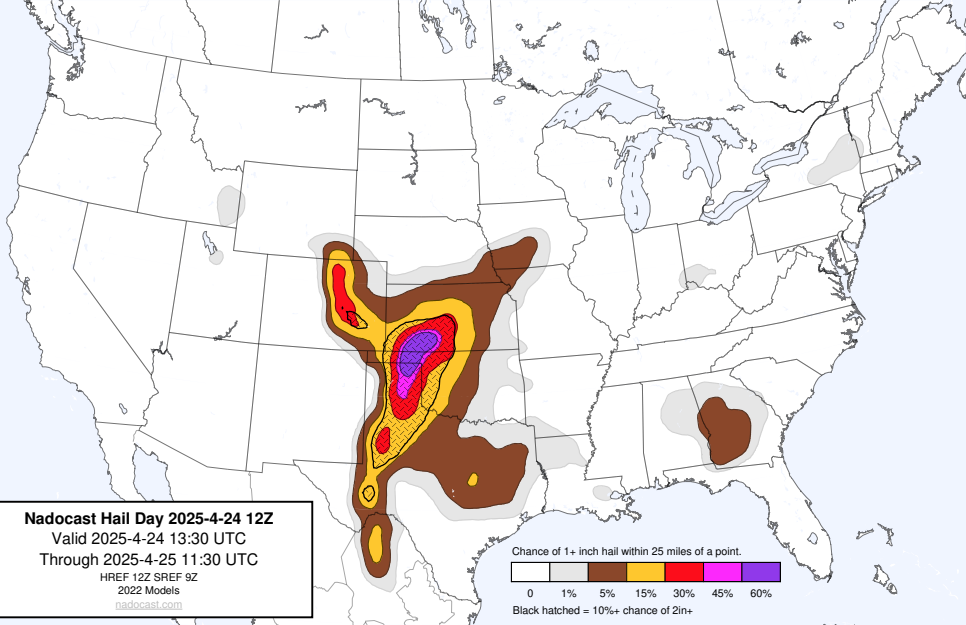 Nadocast Hail Day 2025-4-24 12Z
Valid 2025-4-24 13:30 UTC
Through 2025-4-25 11:30 UTC
HREF 12Z SREF 9Z
2022 Models
nadocast.com
Chance of 1+ inch hail within 25 miles of a point.
0 1% 5% 15% 30% 45% 60%
Black hatched = 10%+ chance of 2in+